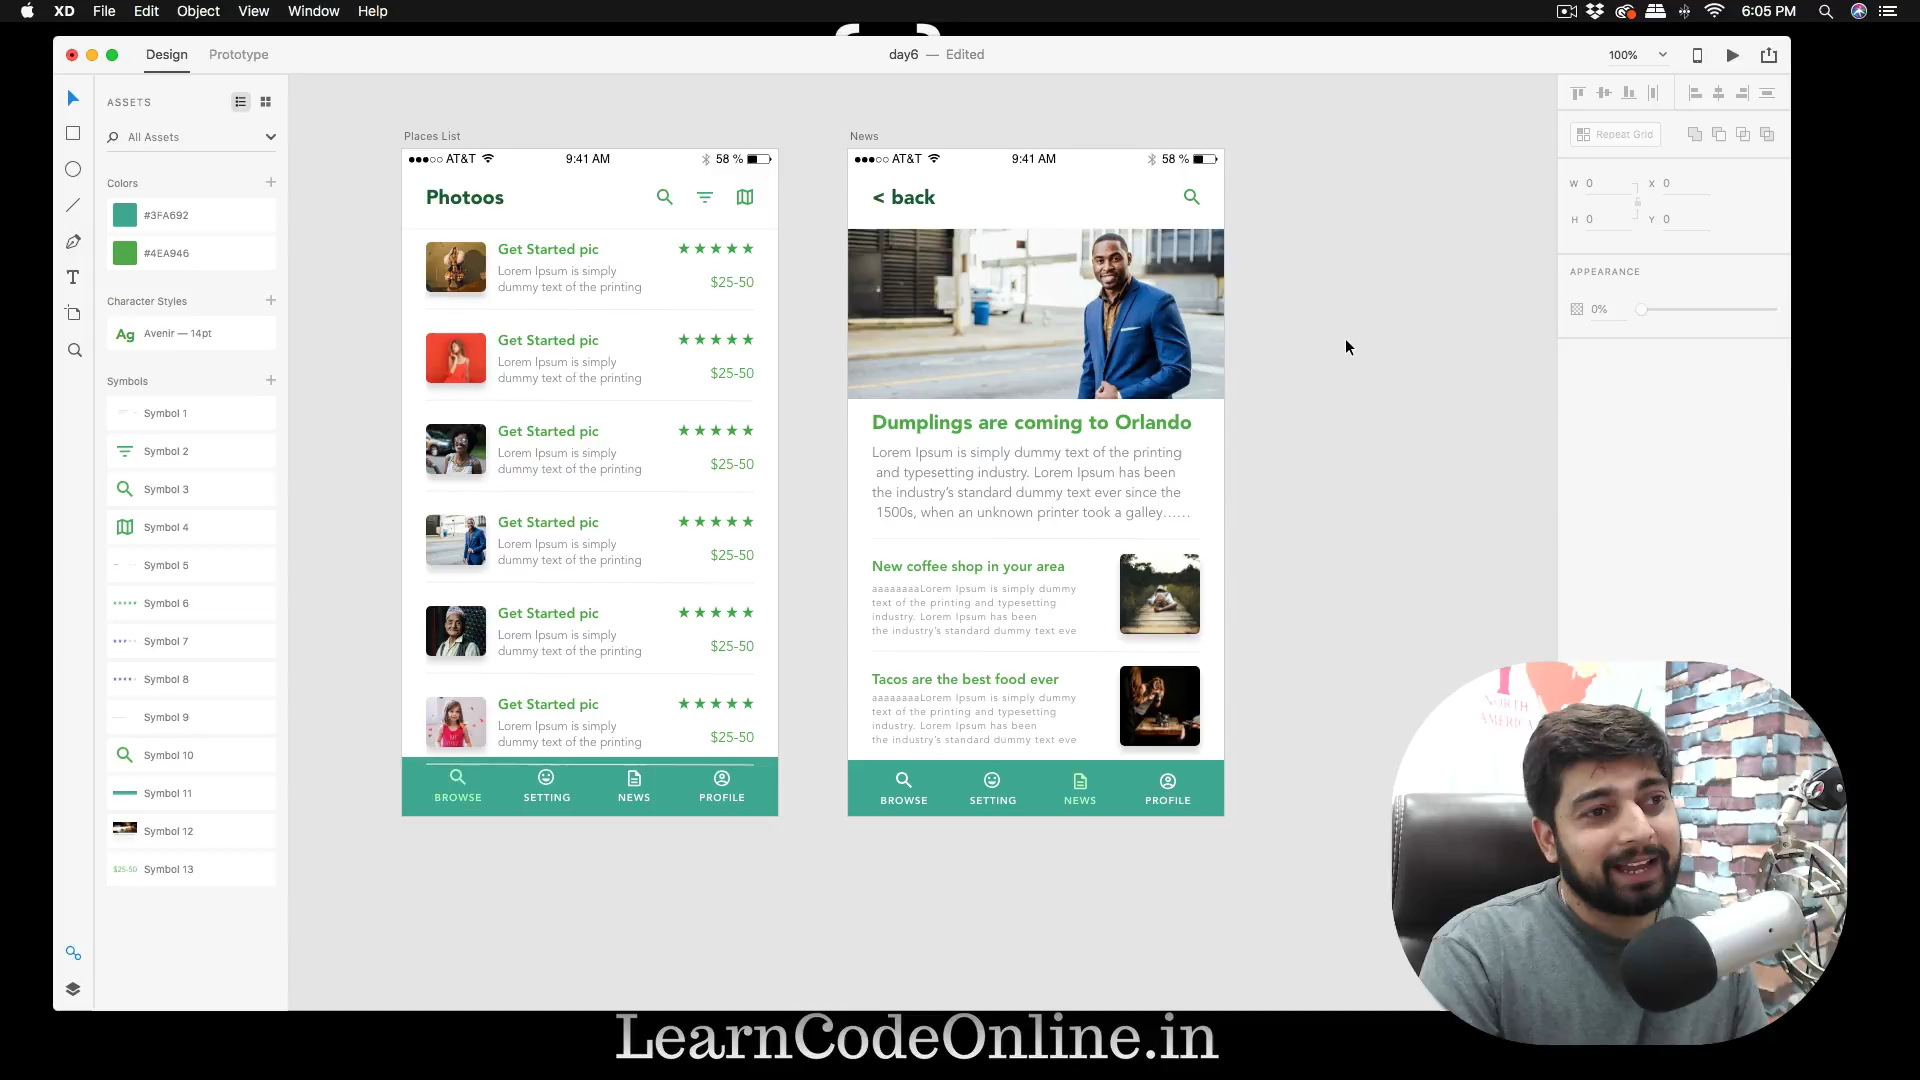 XD File Edit Object View Window Help
6:05 PM
Design Prototype
day6 — Edited
100%
ASSETS
All Assets
Colors
#3FA692
#4EA946
Character Styles
Ag Avenir — 14pt
Symbols
Symbol 1
Symbol 2
Symbol 3
Symbol 4
Symbol 5
Symbol 6
Symbol 7
Symbol 8
Symbol 9
Symbol 10
Symbol 11
Symbol 12
$25-50 Symbol 13
Places List
AT&T 9:41 AM 58 %
Photoos
Get Started pic
Lorem Ipsum is simply
dummy text of the printing
$25-50
Get Started pic
Lorem Ipsum is simply
dummy text of the printing
$25-50
Get Started pic
Lorem Ipsum is simply
dummy text of the printing
$25-50
Get Started pic
Lorem Ipsum is simply
dummy text of the printing
$25-50
Get Started pic
Lorem Ipsum is simply
dummy text of the printing
$25-50
Get Started pic
Lorem Ipsum is simply
dummy text of the printing
$25-50
BROWSE SETTING NEWS PROFILE
News
AT&T 9:41 AM 58 %
< back
Dumplings are coming to Orlando
Lorem Ipsum is simply dummy text of the printing
and typesetting industry. Lorem Ipsum has been
the industry's standard dummy text ever since the
1500s, when an unknown printer took a galley......
New coffee shop in your area
aaaaaaaaLorem Ipsum is simply dummy
text of the printing and typesetting
industry. Lorem Ipsum has been
the industry's standard dummy text eve
Tacos are the best food ever
aaaaaaaaLorem Ipsum is simply dummy
text of the printing and typesetting
industry. Lorem Ipsum has been
the industry's standard dummy text eve
BROWSE SETTING NEWS PROFILE
Repeat Grid
W 0 X 0
H 0 Y 0
APPEARANCE
0%
NORTH
AMERICA
LearnCodeOnline.in